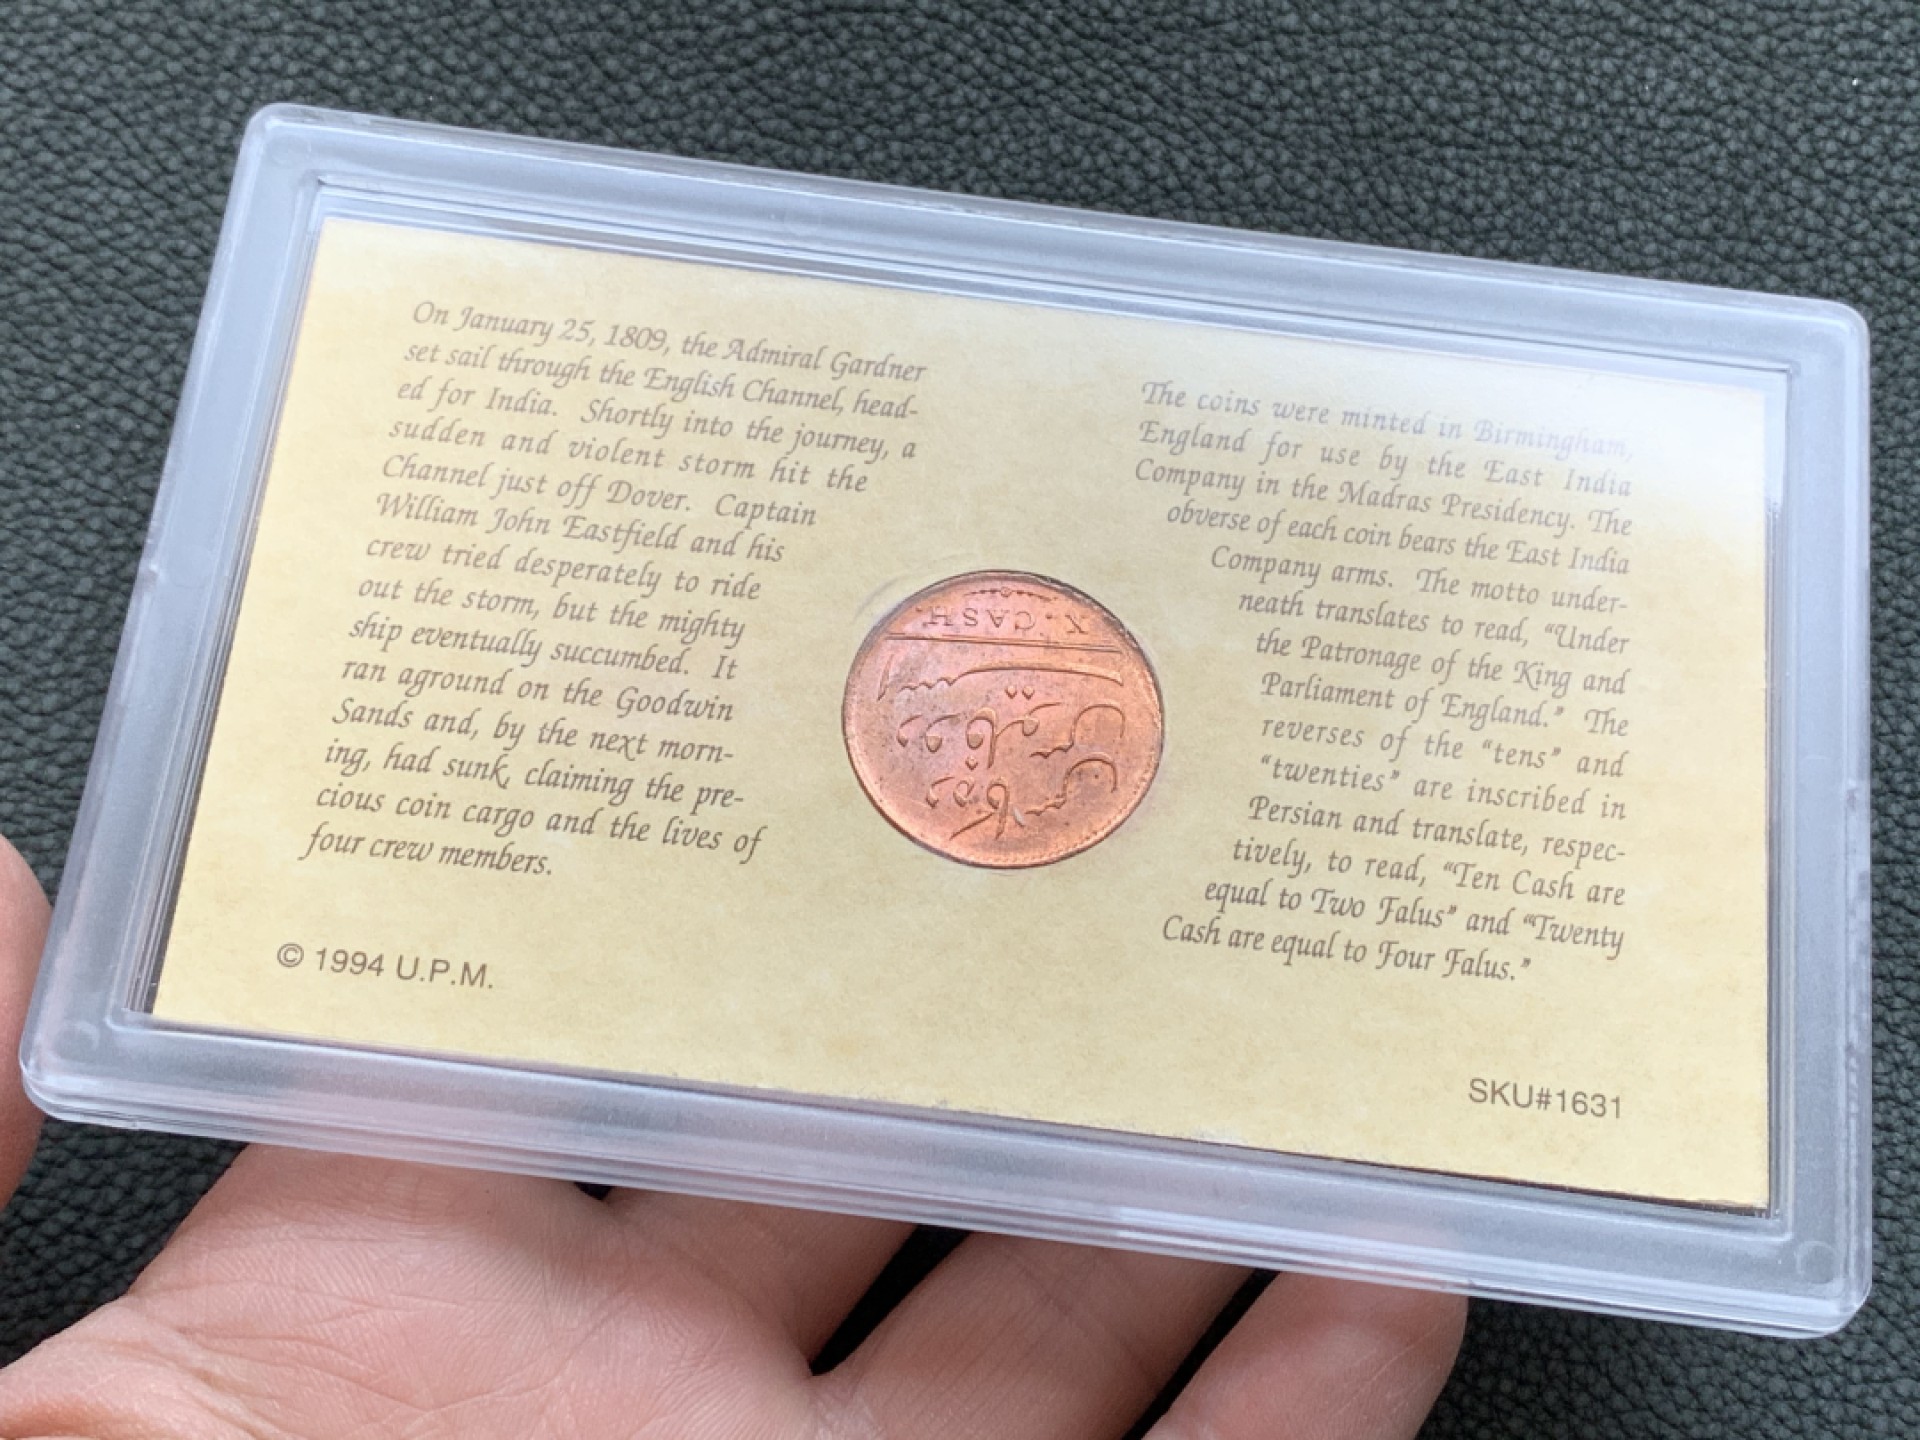 On January 25, 1809, the Admiral Gardner
set sail through the English Channel, head-
ed for India. Shortly into the journey, a
sudden and violent storm hit the
Channel just off Dover. Captain
William John Eastfield and his
crew tried desperately to ride
out the storm, but the mighty
ship eventually succumbed. It
ran aground on the Goodwin
Sands and, by the next morn-
ing, had sunk, claiming the pre-
cious coin cargo and the lives of
four crew members.
© 1994 U.P.M.
X. CASH.
The coins were minted in Birmingham,
England for use by the East India
Company in the Madras Presidency. The
obverse of each coin bears the East India
Company arms. The motto under-
neath translates to read, “Under
the Patronage of the King and
Parliament of England.” The
reverses of the “tens” and
“twenties” are inscribed in
Persian and translate, respec-
tively, to read, “Ten Cash are
equal to Two Falus” and “Twenty
Cash are equal to Four Falus.”
SKU#1631